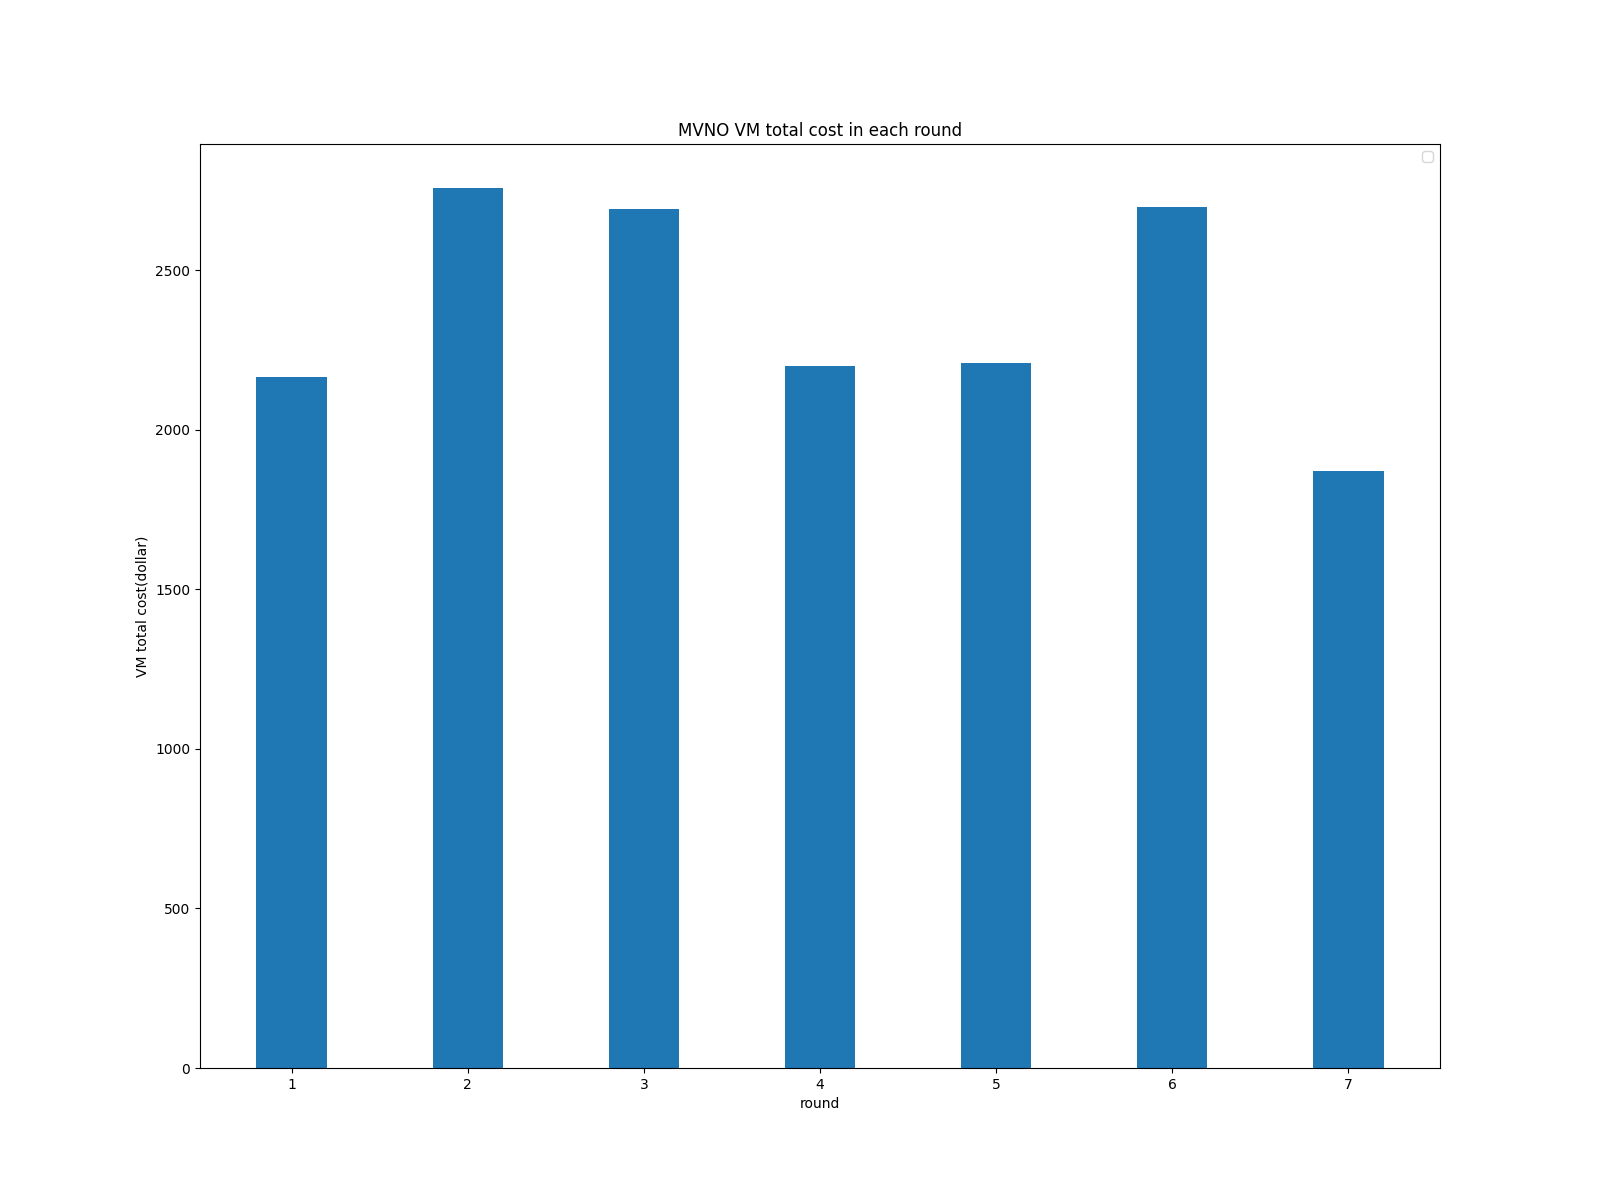 MVNO VM total cost in each round
VM total cost(dollar)
2500
2000
1500
1000
500
0
1 2 3 4 5 6 7
round